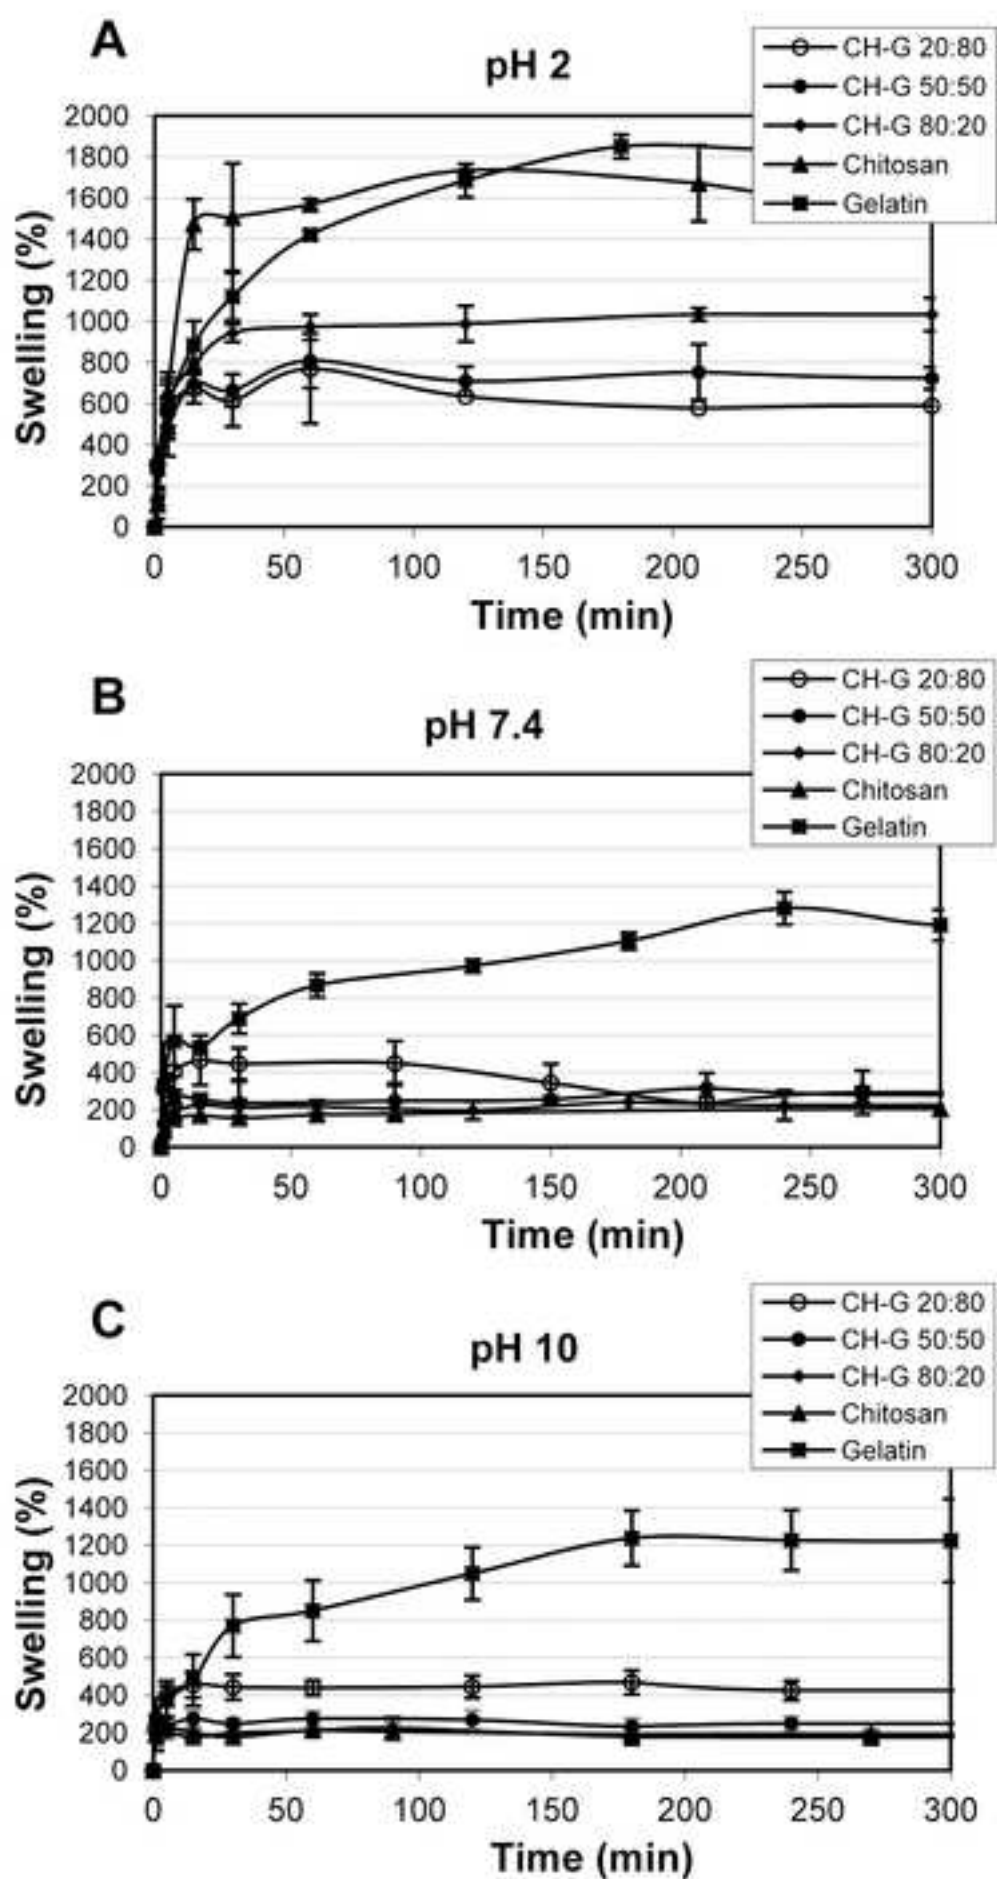 A
pH 2
CH-G 20:80
CH-G 50:50
CH-G 80:20
Chitosan
Gelatin
2000
1800
1600
1400
1200
1000
800
600
400
200
0
Swelling (%)
0 50 100 150 200 250 300
Time (min)
B
pH 7.4
CH-G 20:80
CH-G 50:50
CH-G 80:20
Chitosan
Gelatin
2000
1800
1600
1400
1200
1000
800
600
400
200
0
Swelling (%)
0 50 100 150 200 250 300
Time (min)
C
pH 10
CH-G 20:80
CH-G 50:50
CH-G 80:20
Chitosan
Gelatin
2000
1800
1600
1400
1200
1000
800
600
400
200
0
Swelling (%)
0 50 100 150 200 250 300
Time (min)